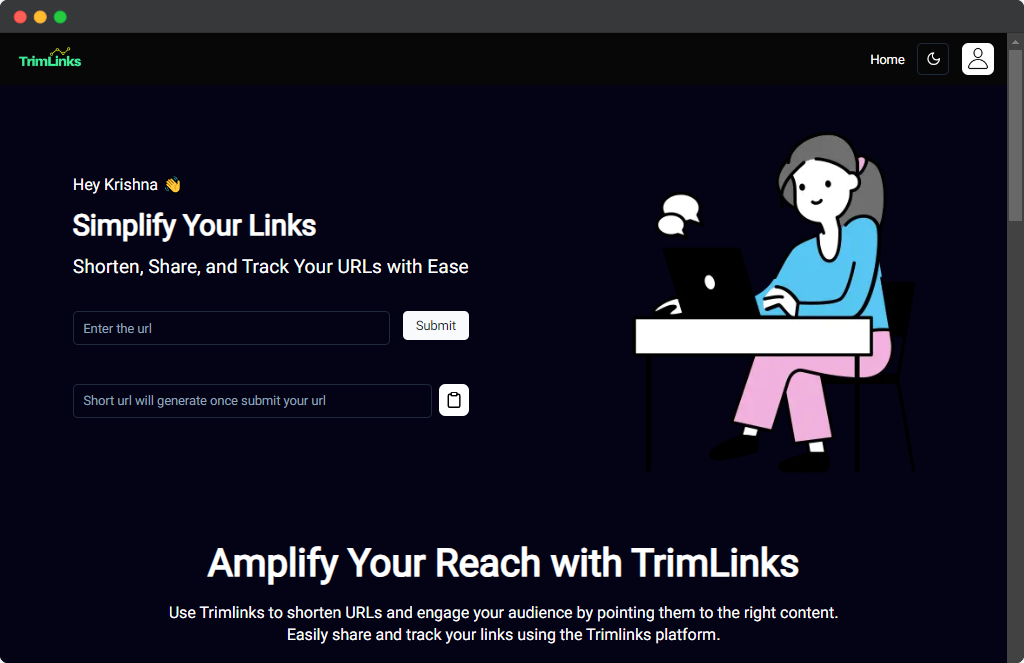 TrimLinks
Home
Hey Krishna 👋
Simplify Your Links
Shorten, Share, and Track Your URLs with Ease
Enter the url
Submit
Short url will generate once submit your url
Amplify Your Reach with TrimLinks
Use Trimlinks to shorten URLs and engage your audience by pointing them to the right content.
Easily share and track your links using the Trimlinks platform.